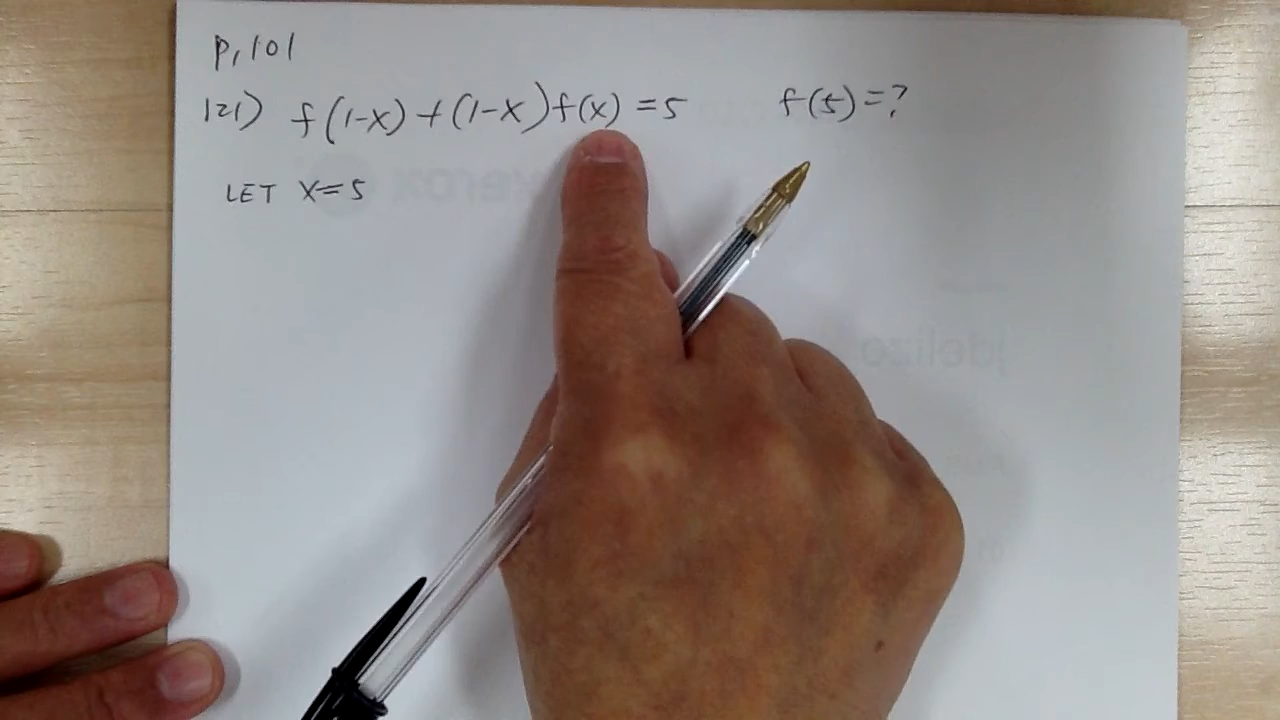 p,101
121) f(1-x)+(1-x)f(x)=5 f(5)=?
LET x=5